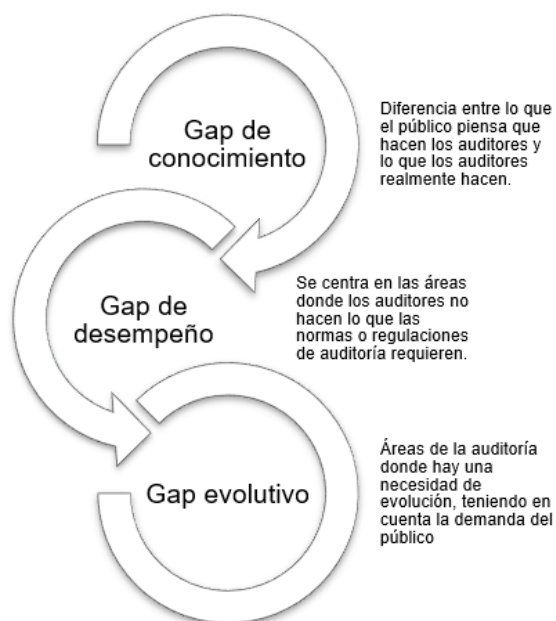 Gap de
conocimiento
Diferencia entre lo que
el público piensa que
hacen los auditores y
lo que los auditores
realmente hacen.
Gap de
desempeño
Se centra en las áreas
donde los auditores no
hacen lo que las
normas o regulaciones
de auditoría requieren.
Gap evolutivo
Áreas de la auditoría
donde hay una
necesidad de
evolución, teniendo en
cuenta la demanda del
público